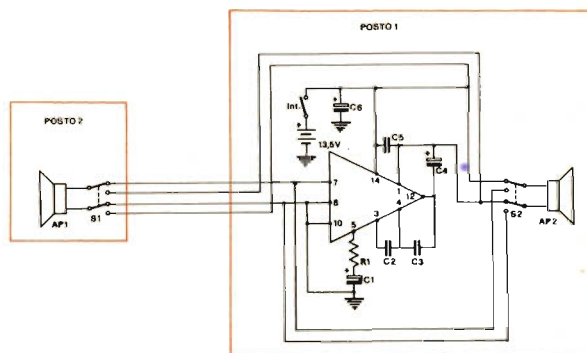 POSTO 1
POSTO 2
Int.
C6
13,5V
C5
14
1
C4
7
8
10
12
4
3
5
C2
C3
R1
C1
AP1
S1
S2
AP2